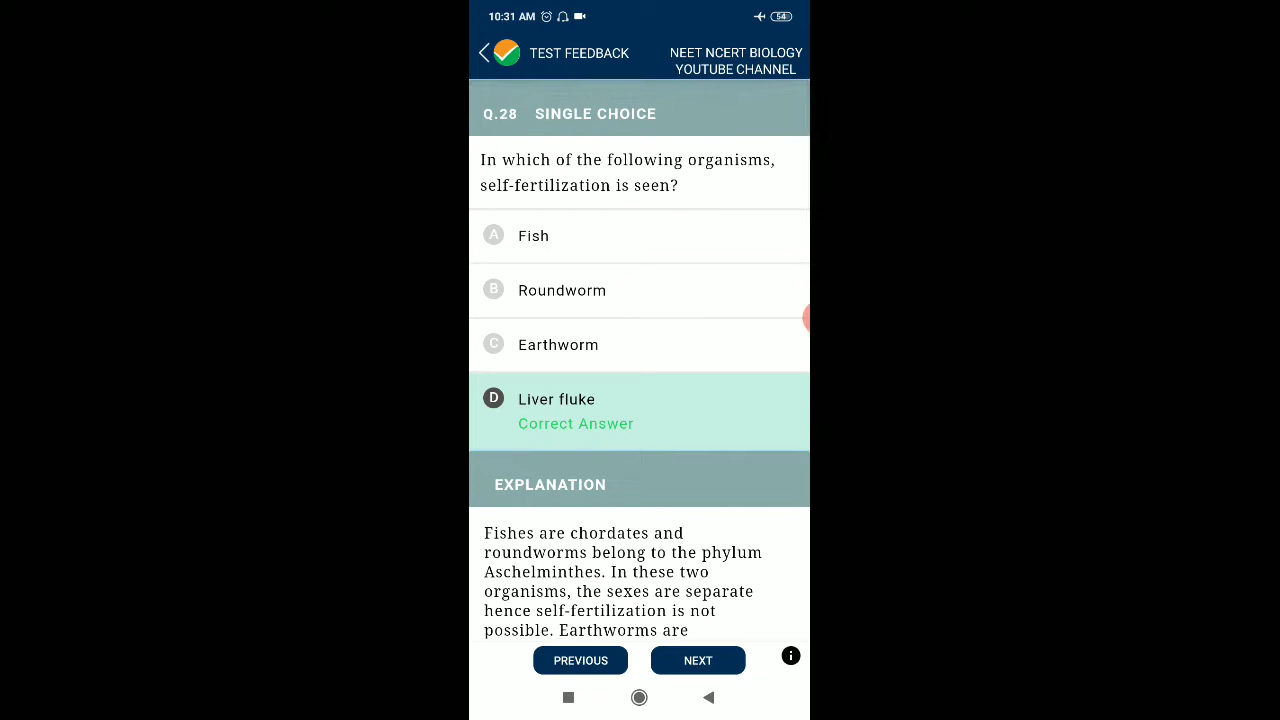 10:31 AM
54
TEST FEEDBACK
NEET NCERT BIOLOGY
YOUTUBE CHANNEL
Q.28 SINGLE CHOICE
In which of the following organisms,
self-fertilization is seen?
A Fish
B Roundworm
C Earthworm
D Liver fluke
Correct Answer
EXPLANATION
Fishes are chordates and
roundworms belong to the phylum
Aschelminthes. In these two
organisms, the sexes are separate
hence self-fertilization is not
possible. Earthworms are
PREVIOUS
NEXT